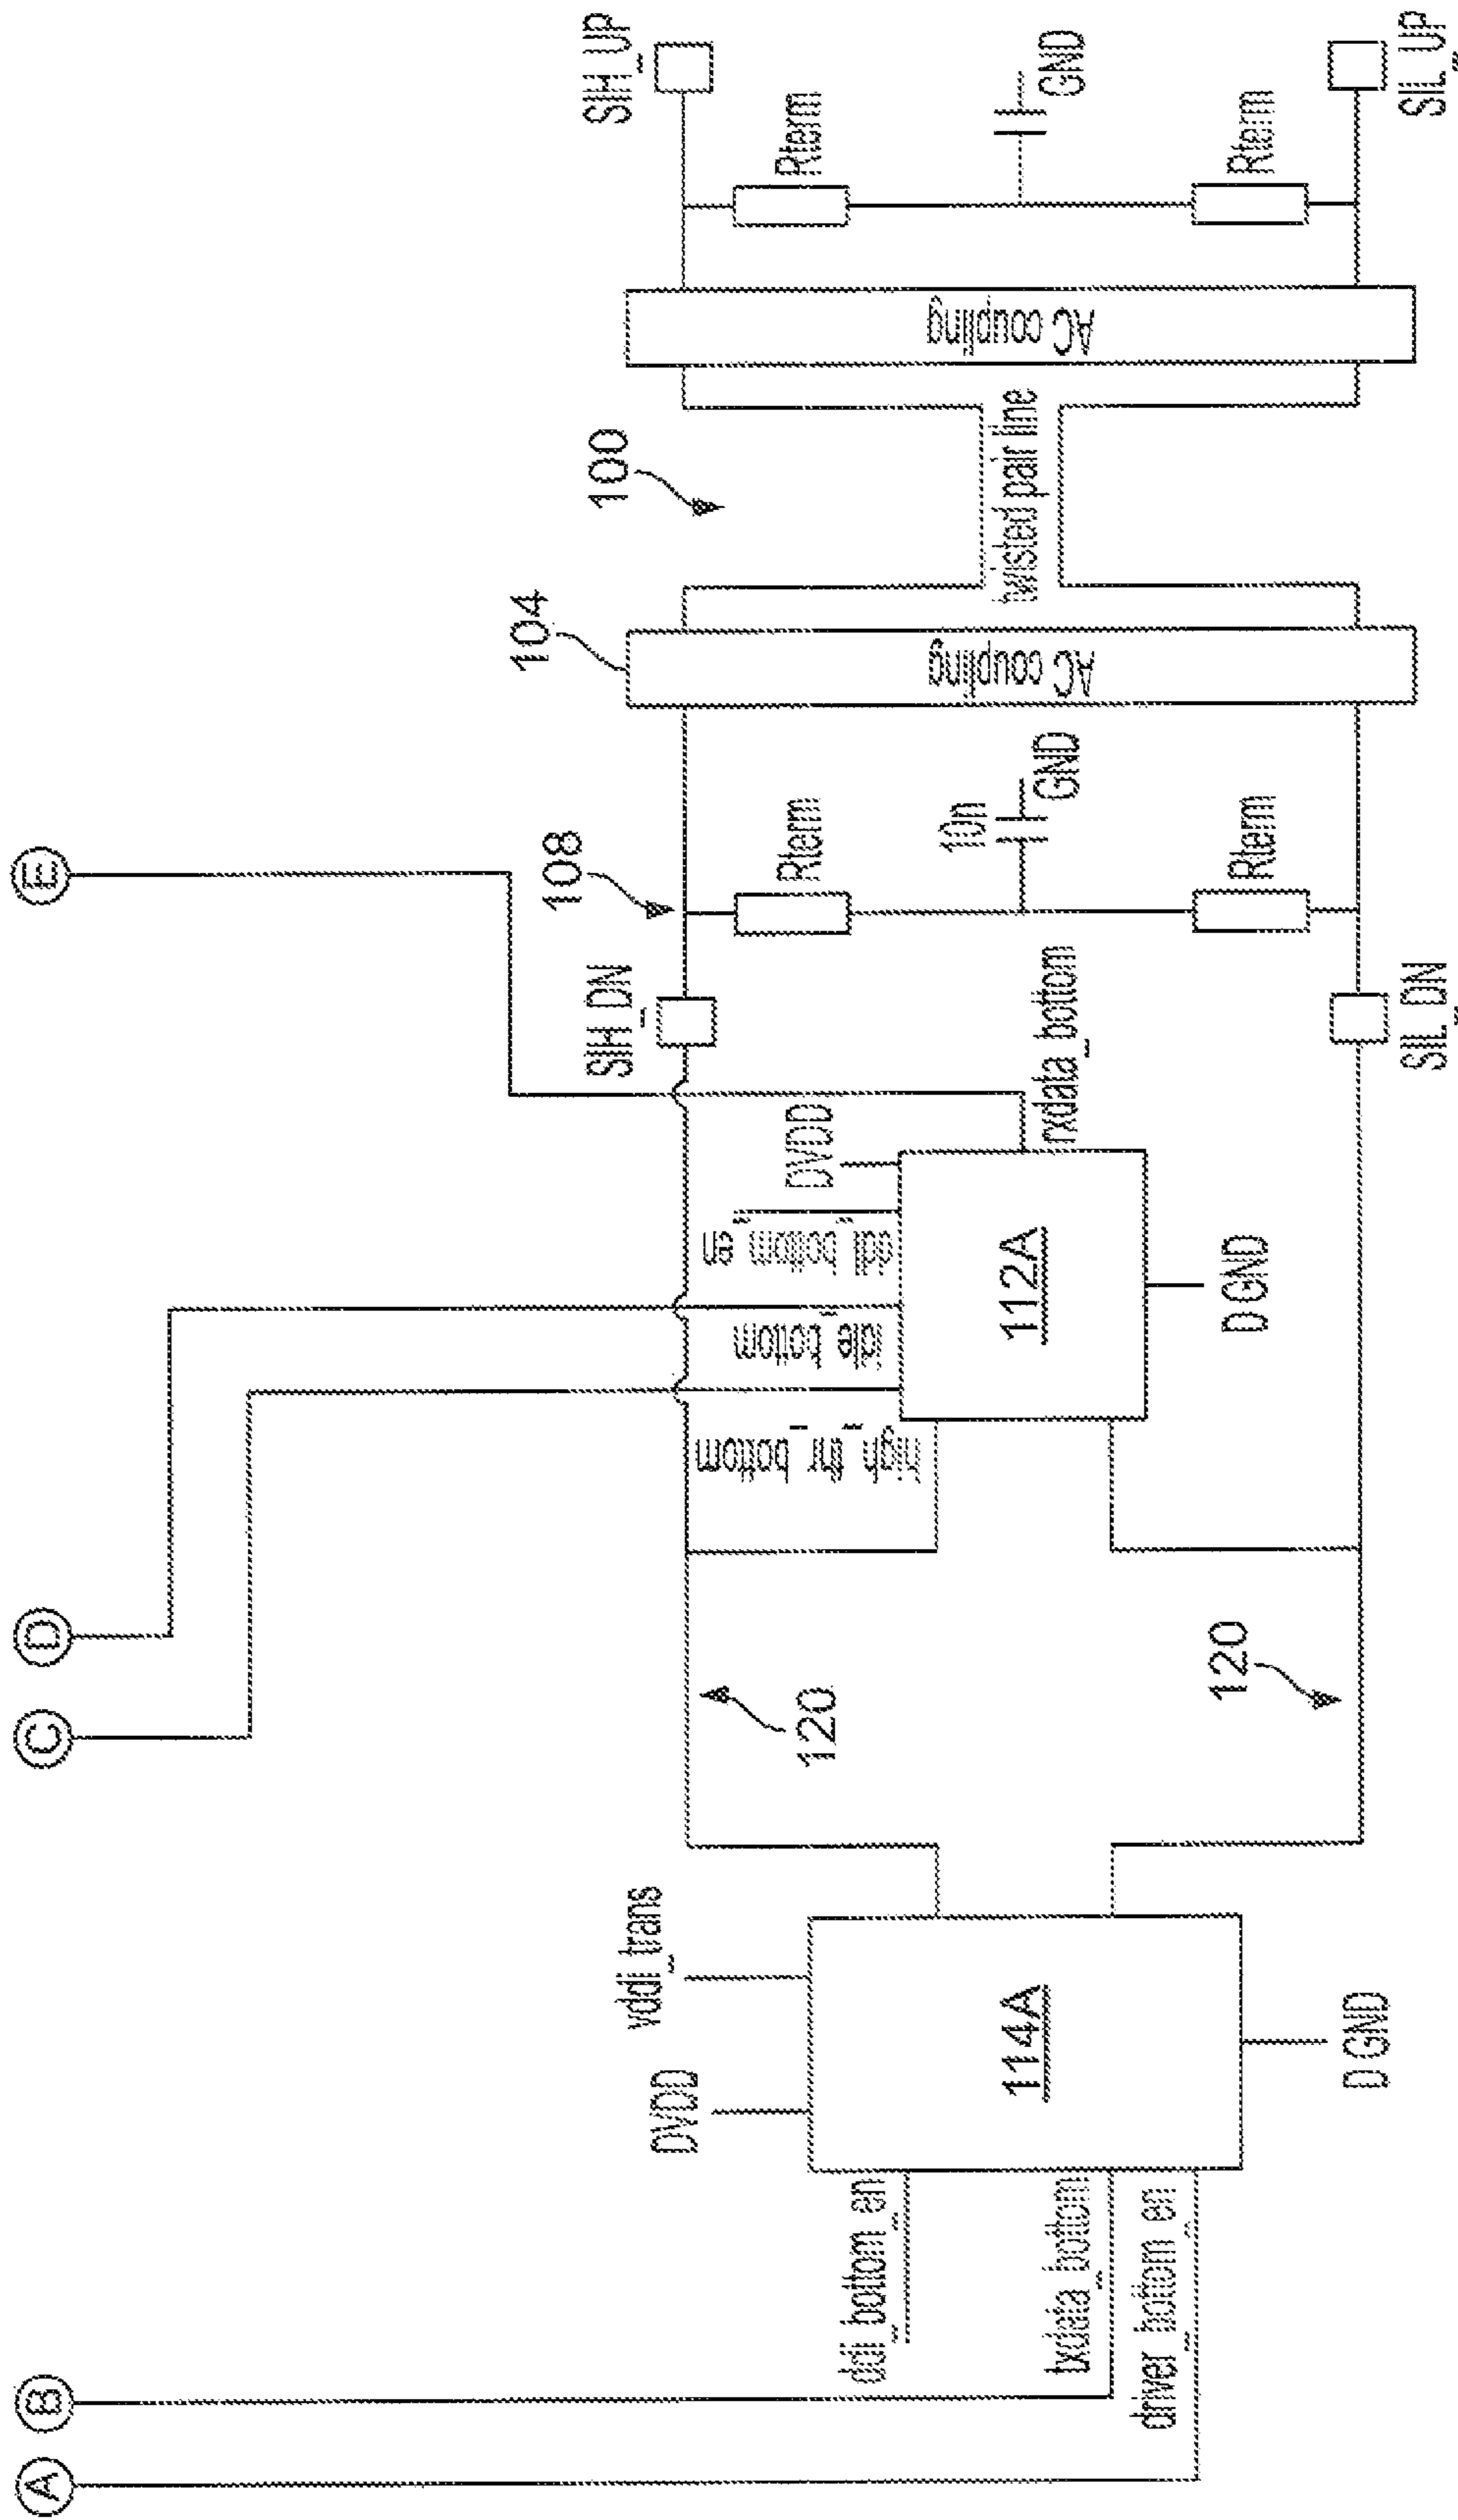 A
B
C
D
E
DVDD
vddi_trans
ddi_bottom_en
txdata_bottom
driver_bottom_en
114A
D GND
120
120
high_thr_bottom
idle_bottom
ddi_bottom_en
DVDD
112A
D GND
rxdata_bottom
SIH_DN
SIL_DN
108
Rterm
10n
GND
Rterm
104
AC coupling
100
twisted pair line
AC coupling
Rterm
GND
Rterm
SIH_UP
SIL_UP